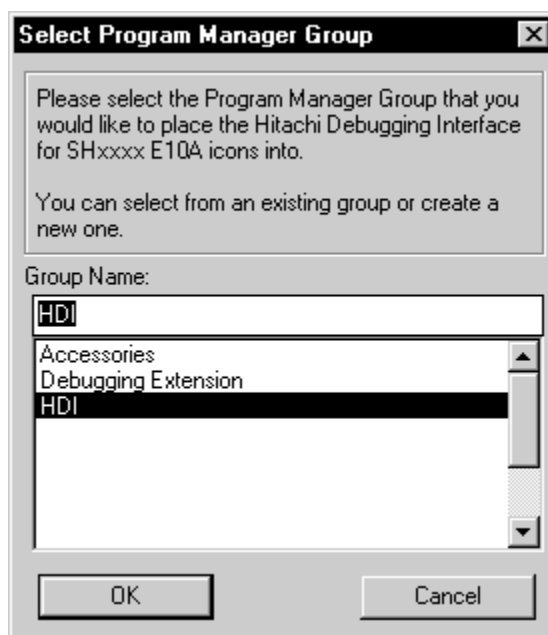 Select Program Manager Group
Please select the Program Manager Group that you
would like to place the Hitachi Debugging Interface
for SHxxxx E10A icons into.
You can select from an existing group or create a
new one.
Group Name:
HDI
Accessories
Debugging Extension
HDI
OK
Cancel